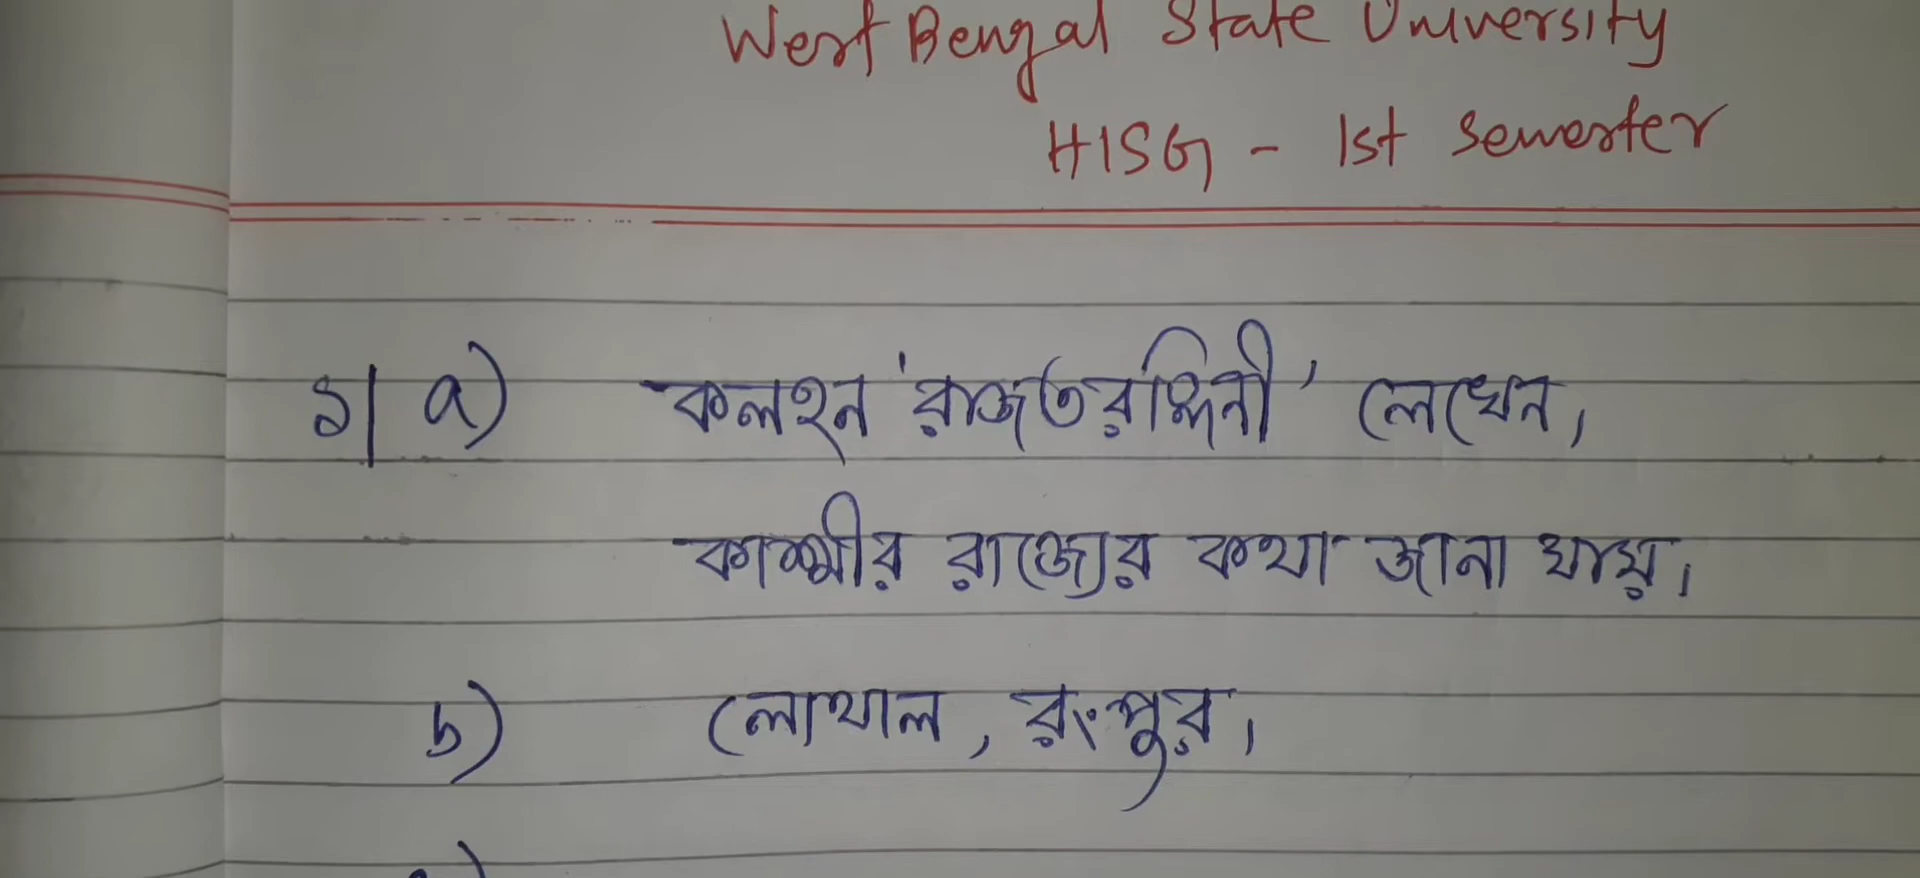 West Bengal State University
HISG - 1st semester
১। a) কলহন 'রাজতরঙ্গিনী' লেখেন,
কাশ্মীর রাজ্যের কথা জানা যায়।
b) লোথাল, রংপুর।